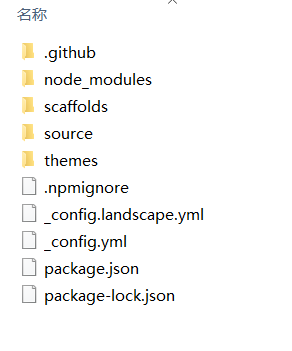 名称
.github
node_modules
scaffolds
source
themes
.npmignore
_config.landscape.yml
_config.yml
package.json
package-lock.json